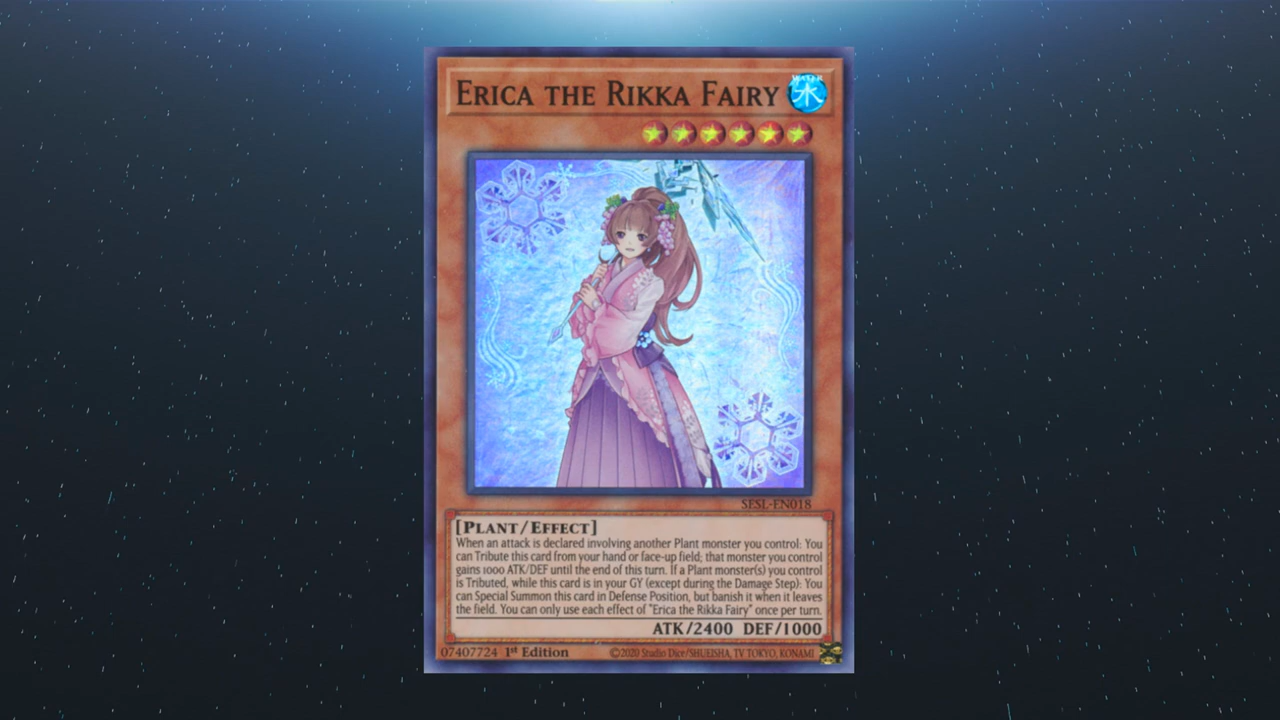 ERICA THE RIKKA FAIRY
WATER
水
SESL-EN018
[PLANT/EFFECT]
When an attack is declared involving another Plant monster you control: You
can Tribute this card from your hand or face-up field; that monster you control
gains 1000 ATK/DEF until the end of this turn. If a Plant monster(s) you control
is Tributed, while this card is in your GY (except during the Damage Step): You
can Special Summon this card in Defense Position, but banish it when it leaves
the field. You can only use each effect of "Erica the Rikka Fairy" once per turn.
ATK/2400 DEF/1000
07407724 1st Edition ©2020 Studio Dice/SHUEISHA, TV TOKYO, KONAMI